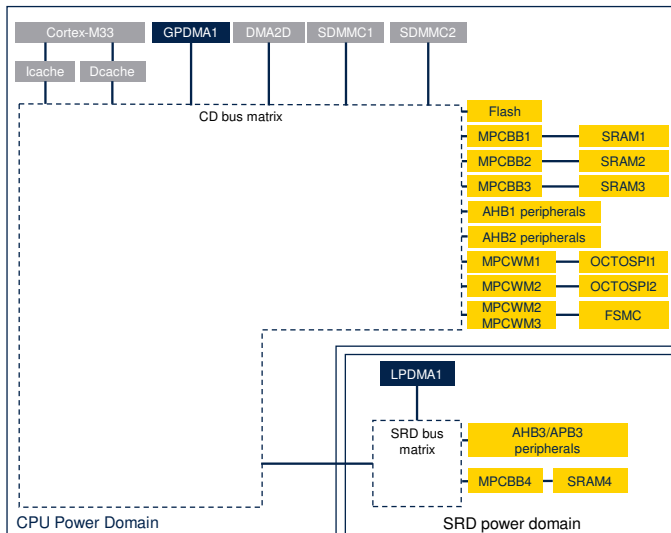 Cortex-M33
GPDMA1
DMA2D
SDMMC1
SDMMC2
Icache
Dcache
CD bus matrix
Flash
MPCBB1
SRAM1
MPCBB2
SRAM2
MPCBB3
SRAM3
AHB1 peripherals
AHB2 peripherals
MPCWM1
OCTOSPI1
MPCWM2
OCTOSPI2
MPCWM2
MPCWM3
FSMC
LPDMA1
SRD bus
matrix
AHB3/APB3
peripherals
MPCBB4
SRAM4
CPU Power Domain
SRD power domain